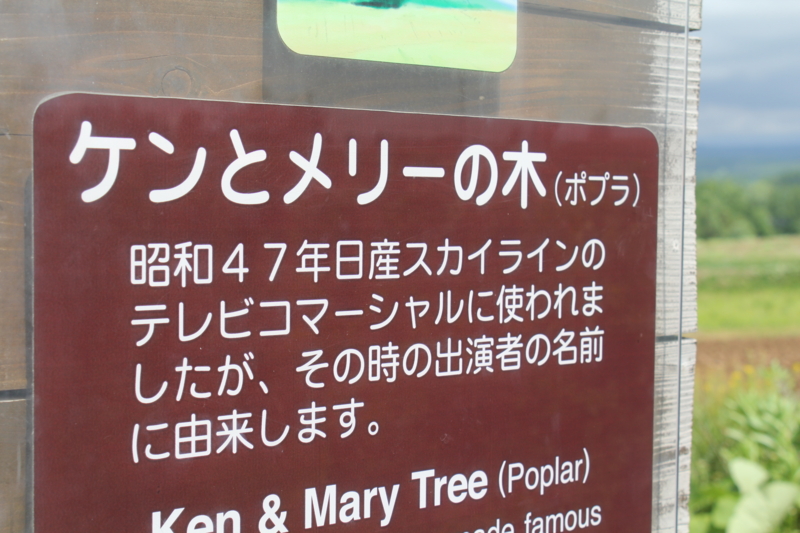 ケンとメリーの木(ポプラ)
昭和47年日産スカイラインの
テレビコマーシャルに使われま
したが、その時の出演者の名前
に由来します。
Ken & Mary Tree (Poplar)
made famous